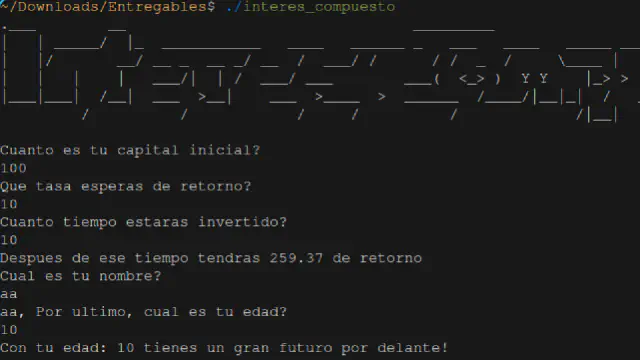 ~/Downloads/Entregables$ ./interes_compuesto
Cuanto es tu capital inicial?
100
Que tasa esperas de retorno?
10
Cuanto tiempo estaras invertido?
10
Despues de ese tiempo tendras 259.37 de retorno
Cual es tu nombre?
aa
aa, Por ultimo, cual es tu edad?
10
Con tu edad: 10 tienes un gran futuro por delante!